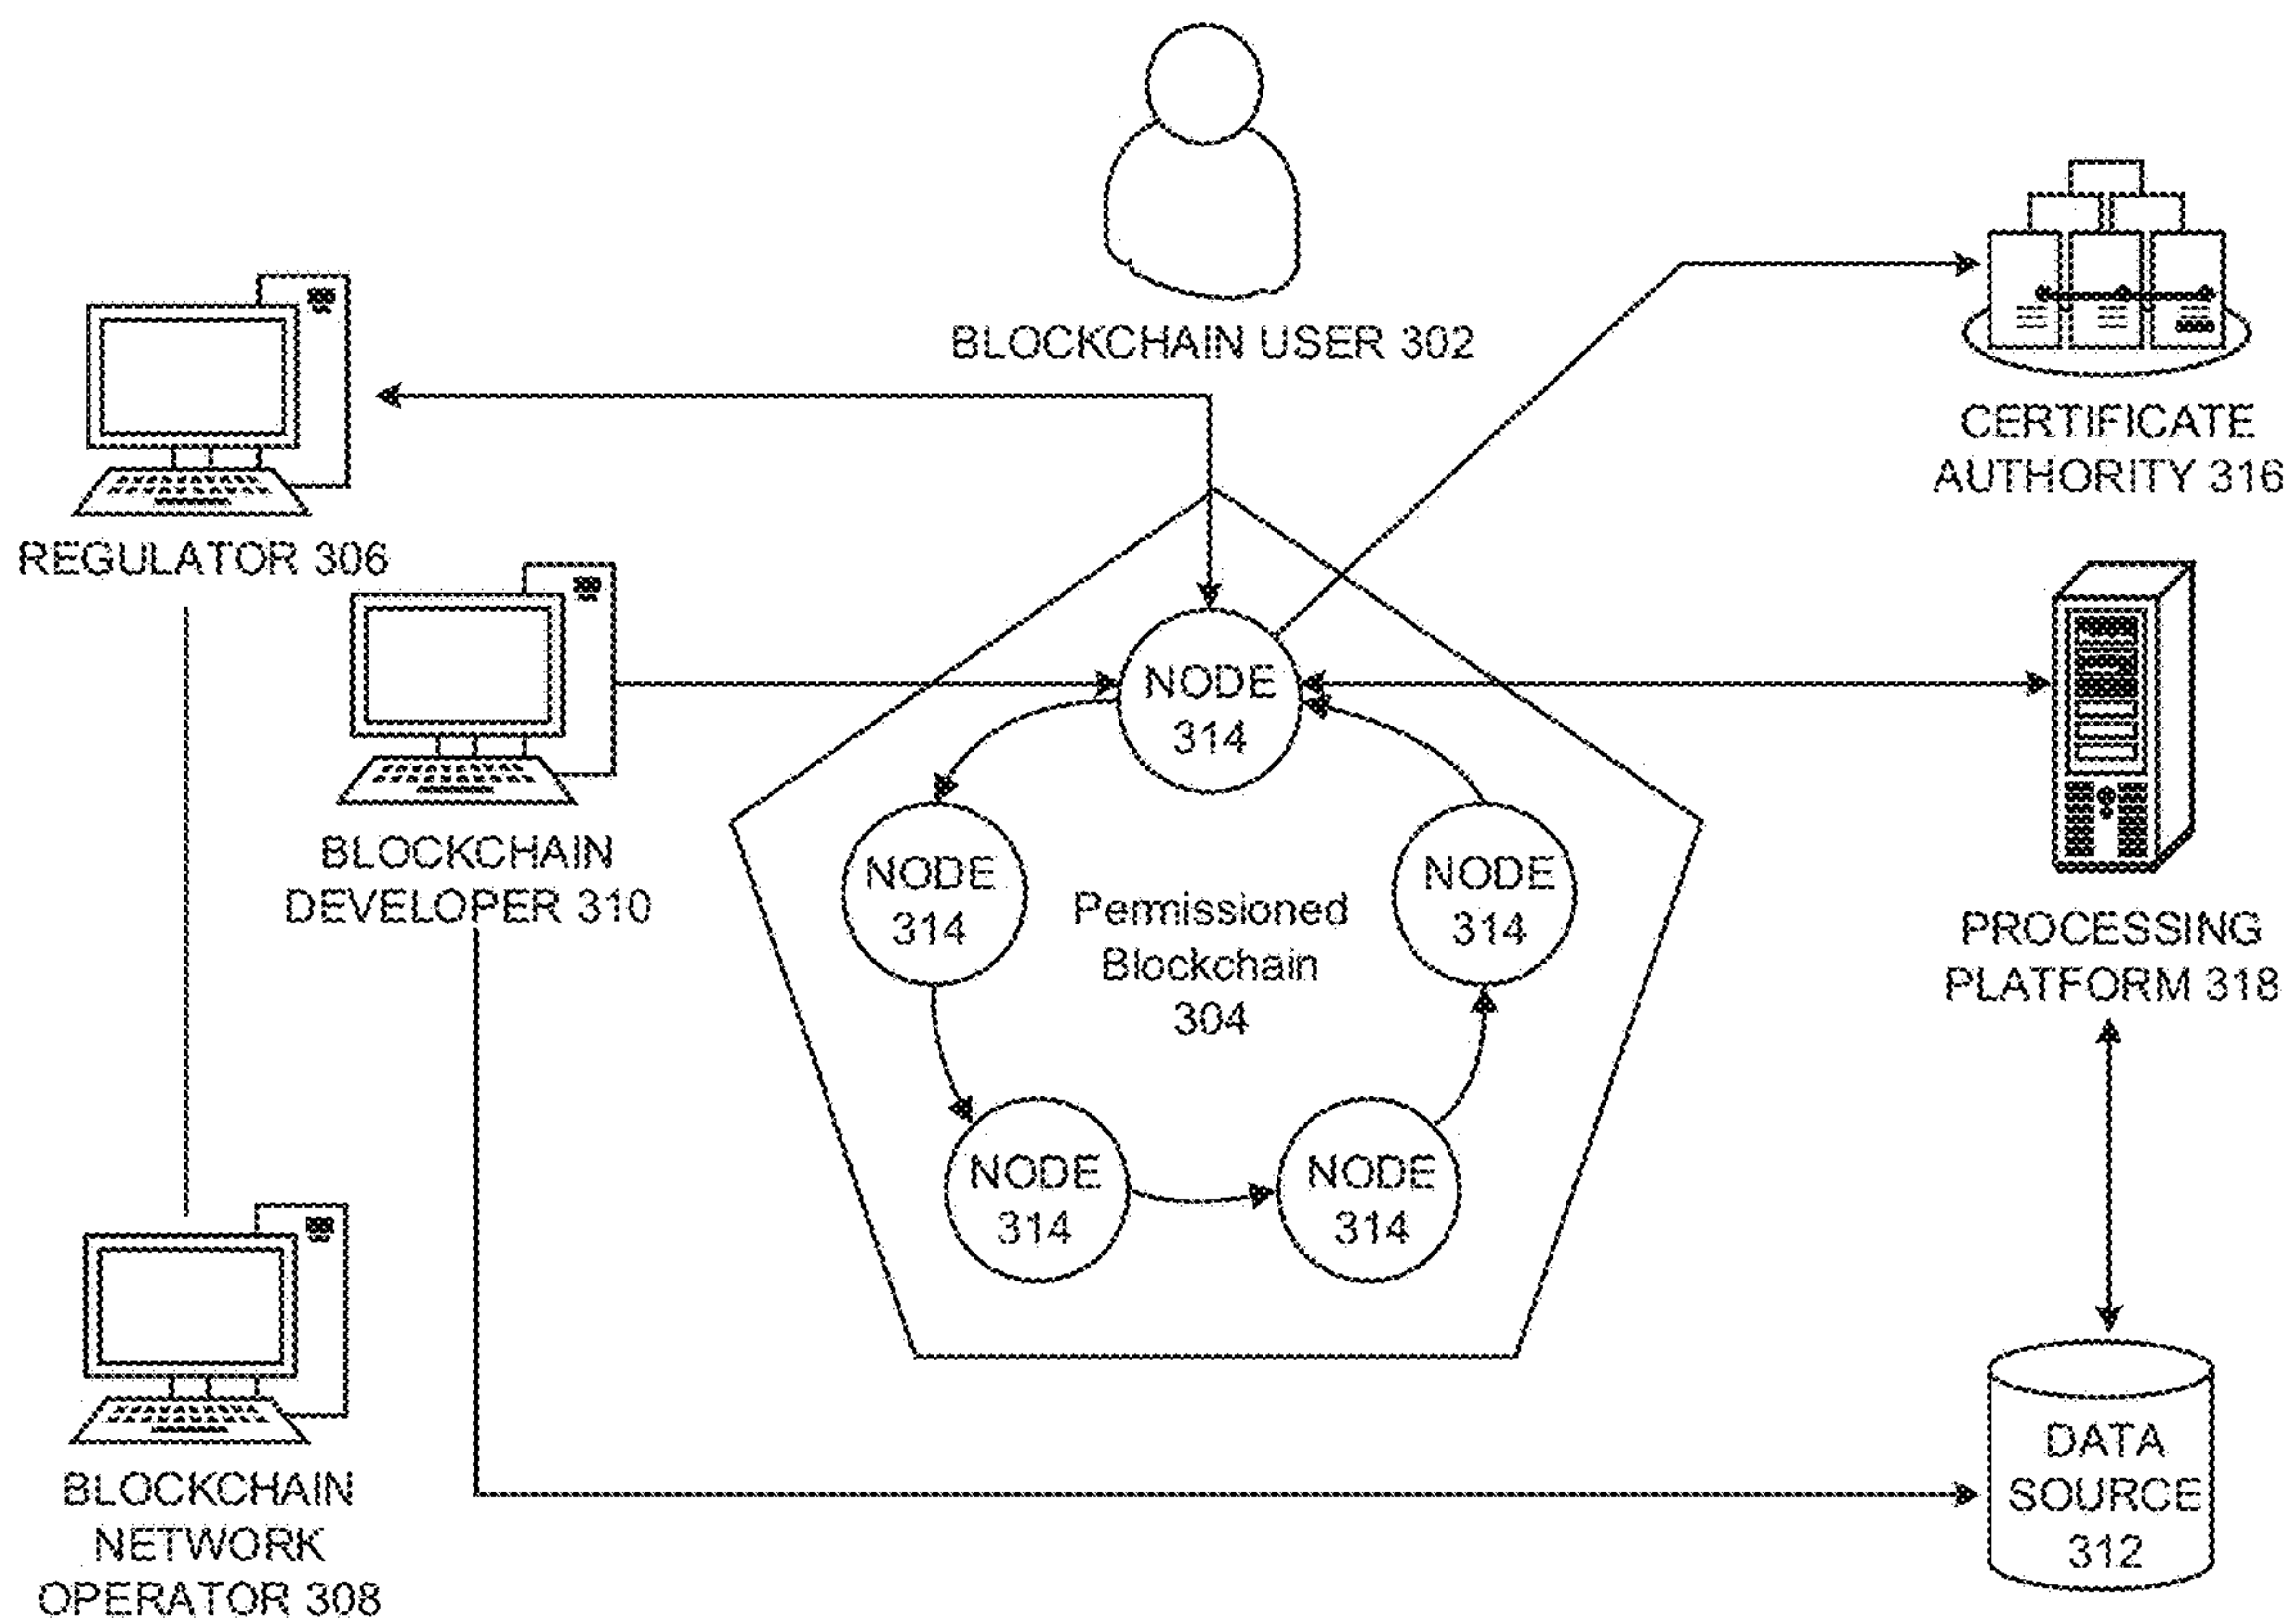 BLOCKCHAIN USER 302
CERTIFICATE
AUTHORITY 316
REGULATOR 306
BLOCKCHAIN
DEVELOPER 310
NODE
314
NODE
314
Permissioned
Blockchain
304
NODE
314
NODE
314
NODE
314
PROCESSING
PLATFORM 318
BLOCKCHAIN
NETWORK
OPERATOR 308
DATA
SOURCE
312